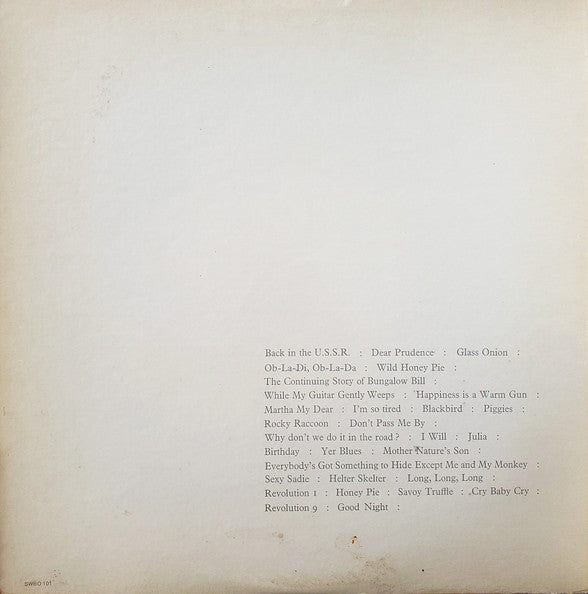 Back in the U.S.S.R. : Dear Prudence : Glass Onion :
Ob-La-Di, Ob-La-Da : Wild Honey Pie :
The Continuing Story of Bungalow Bill :
While My Guitar Gently Weeps : Happiness is a Warm Gun :
Martha My Dear : I'm so tired : Blackbird : Piggies :
Rocky Raccoon : Don't Pass Me By :
Why don't we do it in the road? : I Will : Julia :
Birthday : Yer Blues : Mother Nature's Son :
Everybody's Got Something to Hide Except Me and My Monkey :
Sexy Sadie : Helter Skelter : Long, Long, Long :
Revolution 1 : Honey Pie : Savoy Truffle : Cry Baby Cry :
Revolution 9 : Good Night :
SWBO 101